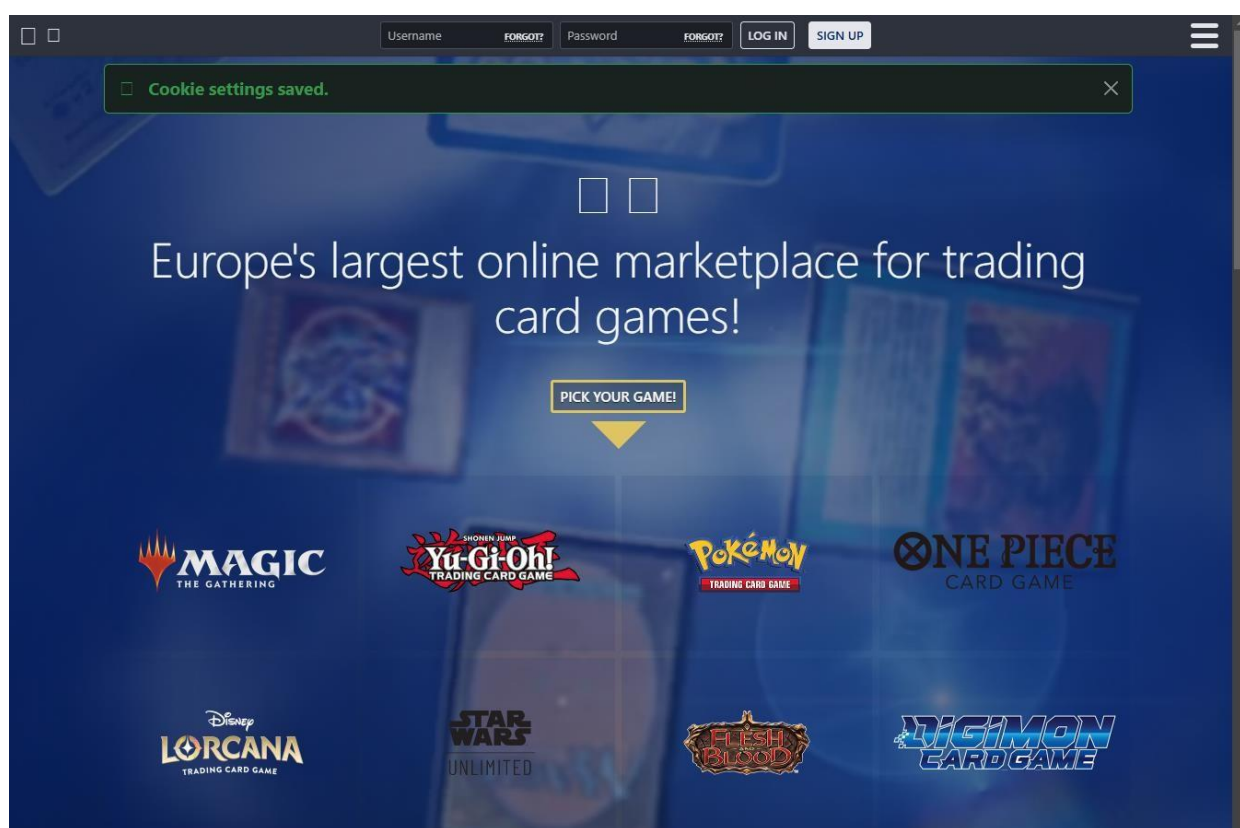 Username FORGOT? Password FORGOT? LOG IN SIGN UP
Cookie settings saved.
Europe's largest online marketplace for trading
card games!
PICK YOUR GAME!
MAGIC
THE GATHERING
SHONEN JUMP
Yu-Gi-Oh!
TRADING CARD GAME
POKéMON
TRADING CARD GAME
ONE PIECE
CARD GAME
Disney
LORCANA
TRADING CARD GAME
STAR
WARS
UNLIMITED
FLESH
AND
BLOOD
DIGIMON
CARD GAME